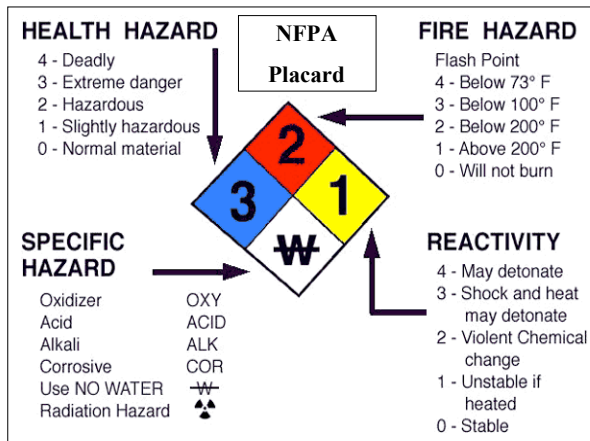 HEALTH HAZARD
4 - Deadly
3 - Extreme danger
2 - Hazardous
1 - Slightly hazardous
0 - Normal material
NFPA
Placard
FIRE HAZARD
Flash Point
4 - Below 73° F
3 - Below 100° F
2 - Below 200° F
1 - Above 200° F
0 - Will not burn
2
3
1
W
SPECIFIC
HAZARD
Oxidizer OXY
Acid ACID
Alkali ALK
Corrosive COR
Use NO WATER W
Radiation Hazard
REACTIVITY
4 - May detonate
3 - Shock and heat
may detonate
2 - Violent Chemical
change
1 - Unstable if
heated
0 - Stable